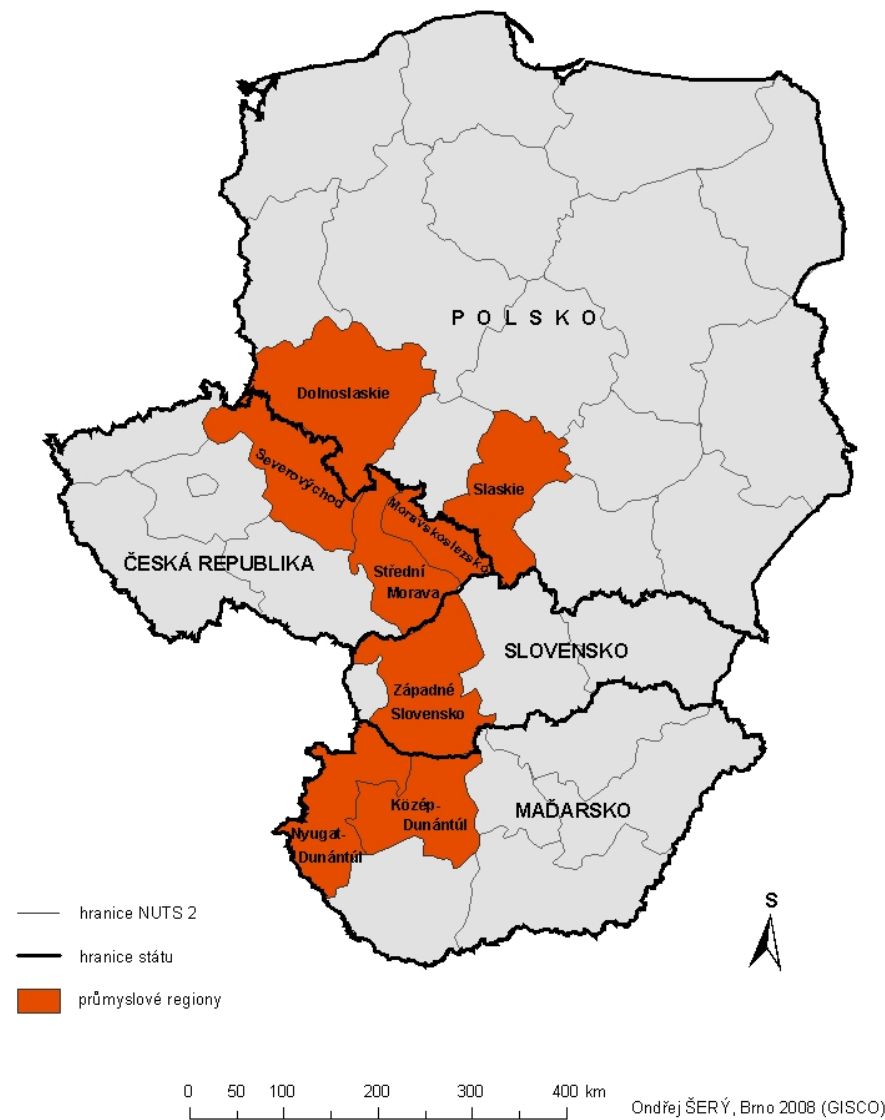 P O L S K O
Dolnoslaskie
Severovýchod
Slaskie
Moravskoslezsko
ČESKÁ REPUBLIKA
Střední
Morava
SLOVENSKO
Západné
Slovensko
MAĎARSKO
Közép-
Dunántúl
Nyugat-
Dunántúl
S
hranice NUTS 2
hranice státu
průmyslové regiony
0 50 100 200 300 400 km
Ondřej ŠERÝ, Brno 2008 (GISCO)